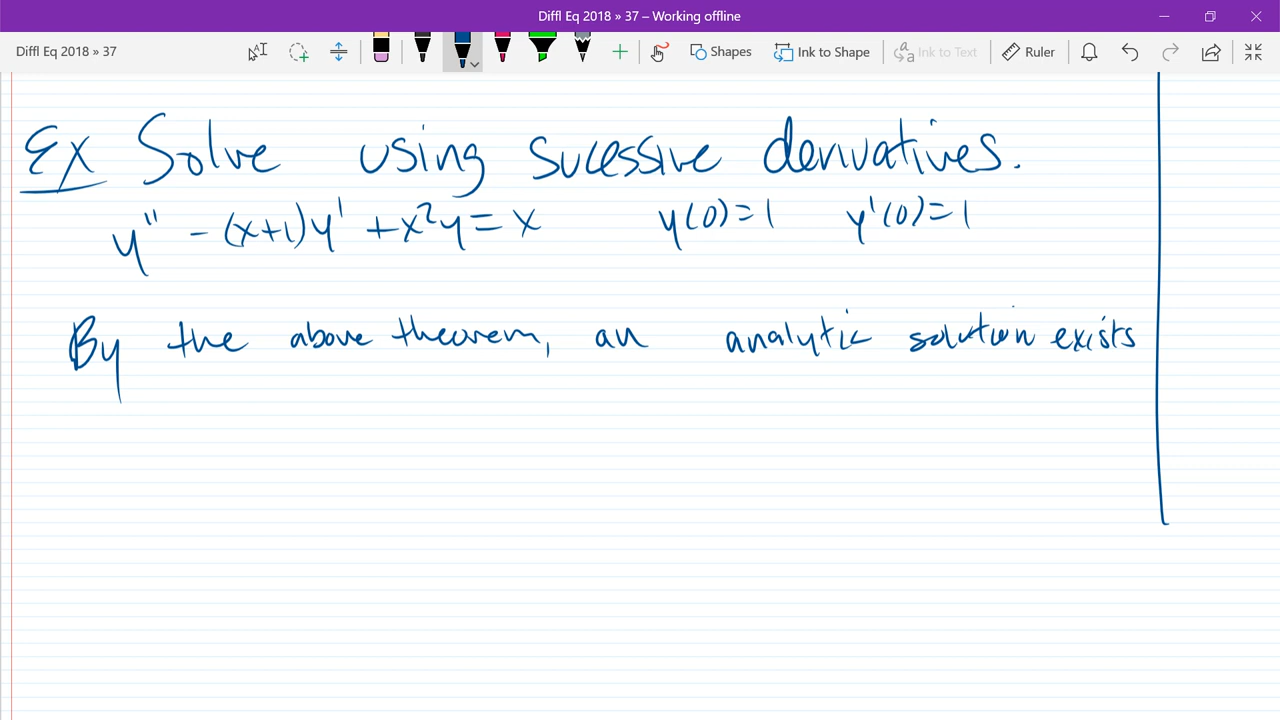 Diffl Eq 2018 » 37 – Working offline
Diffl Eq 2018 » 37
Shapes
Ink to Shape
Ink to Text
Ruler
Ex Solve using sucessive derivatives.
y'' - (x+1)y' + x²y = x y(0)=1 y'(0)=1
By the above theorem, an analytic solution exists